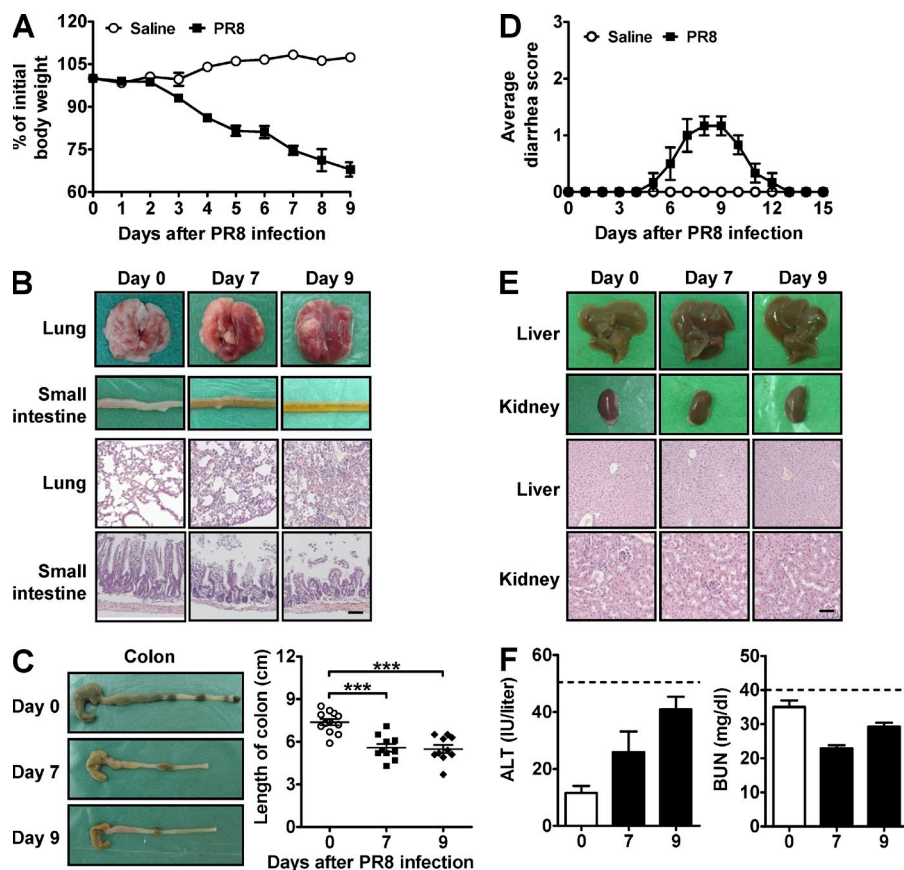 A
Saline PR8
% of initial
body weight
120
105
90
75
60
0 1 2 3 4 5 6 7 8 9
Days after PR8 infection
D
Saline PR8
Average
diarrhea score
3
2
1
0
0 3 6 9 12 15
Days after PR8 infection
B
Day 0 Day 7 Day 9
Lung
Small
intestine
Lung
Small
intestine
E
Day 0 Day 7 Day 9
Liver
Kidney
Liver
Kidney
C
Colon
Day 0
Day 7
Day 9
Length of colon (cm)
12
9
6
3
0
***
***
0 7 9
Days after PR8 infection
F
ALT (IU/liter)
60
40
20
0
0 7 9
BUN (mg/dl)
50
40
30
20
10
0
0 7 9